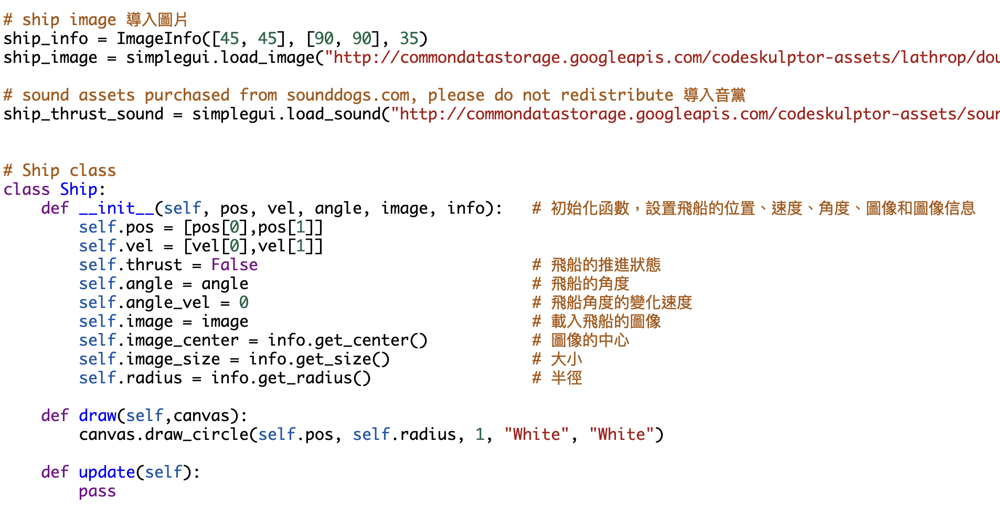 # ship image 導入圖片
ship_info = ImageInfo([45, 45], [90, 90], 35)
ship_image = simplegui.load_image("http://commondatastorage.googleapis.com/codeskulptor-assets/lathrop/dou
# sound assets purchased from sounddogs.com, please do not redistribute 導入音黨
ship_thrust_sound = simplegui.load_sound("http://commondatastorage.googleapis.com/codeskulptor-assets/soun
# Ship class
class Ship:
    def __init__(self, pos, vel, angle, image, info):   # 初始化函數，設置飛船的位置、速度、角度、圖像和圖像信息
        self.pos = [pos[0],pos[1]]
        self.vel = [vel[0],vel[1]]
        self.thrust = False                             # 飛船的推進狀態
        self.angle = angle                              # 飛船的角度
        self.angle_vel = 0                              # 飛船角度的變化速度
        self.image = image                              # 載入飛船的圖像
        self.image_center = info.get_center()           # 圖像的中心
        self.image_size = info.get_size()               # 大小
        self.radius = info.get_radius()                 # 半徑
    def draw(self,canvas):
        canvas.draw_circle(self.pos, self.radius, 1, "White", "White")
    def update(self):
        pass